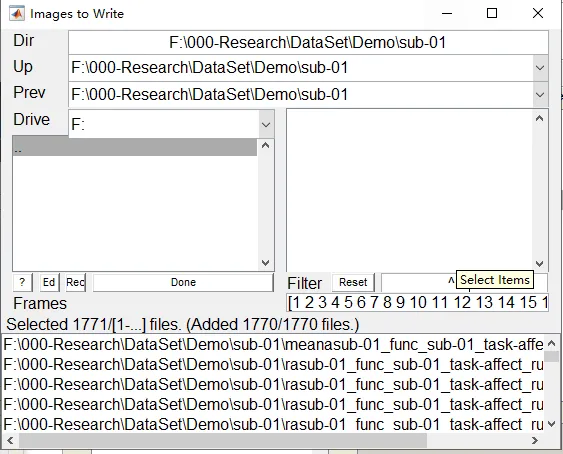 Images to Write
Dir F:\000-Research\DataSet\Demo\sub-01
Up F:\000-Research\DataSet\Demo\sub-01
Prev F:\000-Research\DataSet\Demo\sub-01
Drive F:
..
? Ed Rec Done Filter Reset ^
Select Items
Frames [1 2 3 4 5 6 7 8 9 10 11 12 13 14 15 1
Selected 1771/[1-...] files. (Added 1770/1770 files.)
F:\000-Research\DataSet\Demo\sub-01\meanasub-01_func_sub-01_task-affe
F:\000-Research\DataSet\Demo\sub-01\rasub-01_func_sub-01_task-affect_ru
F:\000-Research\DataSet\Demo\sub-01\rasub-01_func_sub-01_task-affect_ru
F:\000-Research\DataSet\Demo\sub-01\rasub-01_func_sub-01_task-affect_ru
F:\000-Research\DataSet\Demo\sub-01\rasub-01_func_sub-01_task-affect_ru